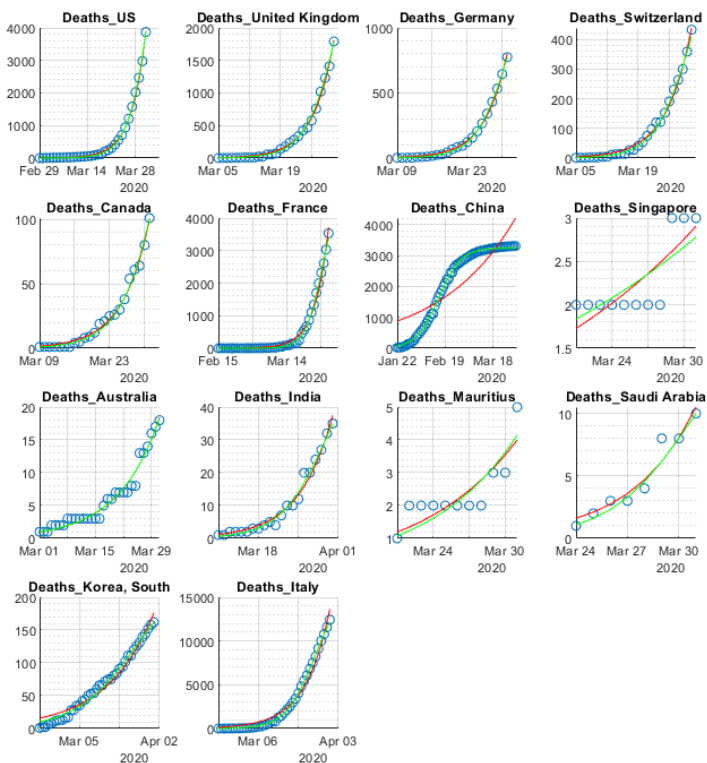 Deaths_US
4000
3000
2000
1000
0
Feb 29 Mar 14 Mar 28
2020
Deaths_United Kingdom
2000
1500
1000
500
0
Mar 05 Mar 19
2020
Deaths_Germany
1000
500
0
Mar 09 Mar 23
2020
Deaths_Switzerland
400
300
200
100
0
Mar 05 Mar 19
2020
Deaths_Canada
100
50
0
Mar 09 Mar 23
2020
Deaths_France
4000
3000
2000
1000
0
Feb 15 Mar 14
2020
Deaths_China
4000
3000
2000
1000
0
Jan 22 Feb 19 Mar 18
2020
Deaths_Singapore
3
2.5
2
1.5
Mar 24 Mar 30
2020
Deaths_Australia
20
15
10
5
0
Mar 01 Mar 15 Mar 29
2020
Deaths_India
40
30
20
10
0
Mar 18 Apr 01
2020
Deaths_Mauritius
5
4
3
2
1
Mar 24 Mar 30
2020
Deaths_Saudi Arabia
10
5
0
Mar 24 Mar 27 Mar 30
2020
Deaths_Korea, South
200
150
100
50
0
Mar 05 Apr 02
2020
Deaths_Italy
15000
10000
5000
0
Mar 06 Apr 03
2020